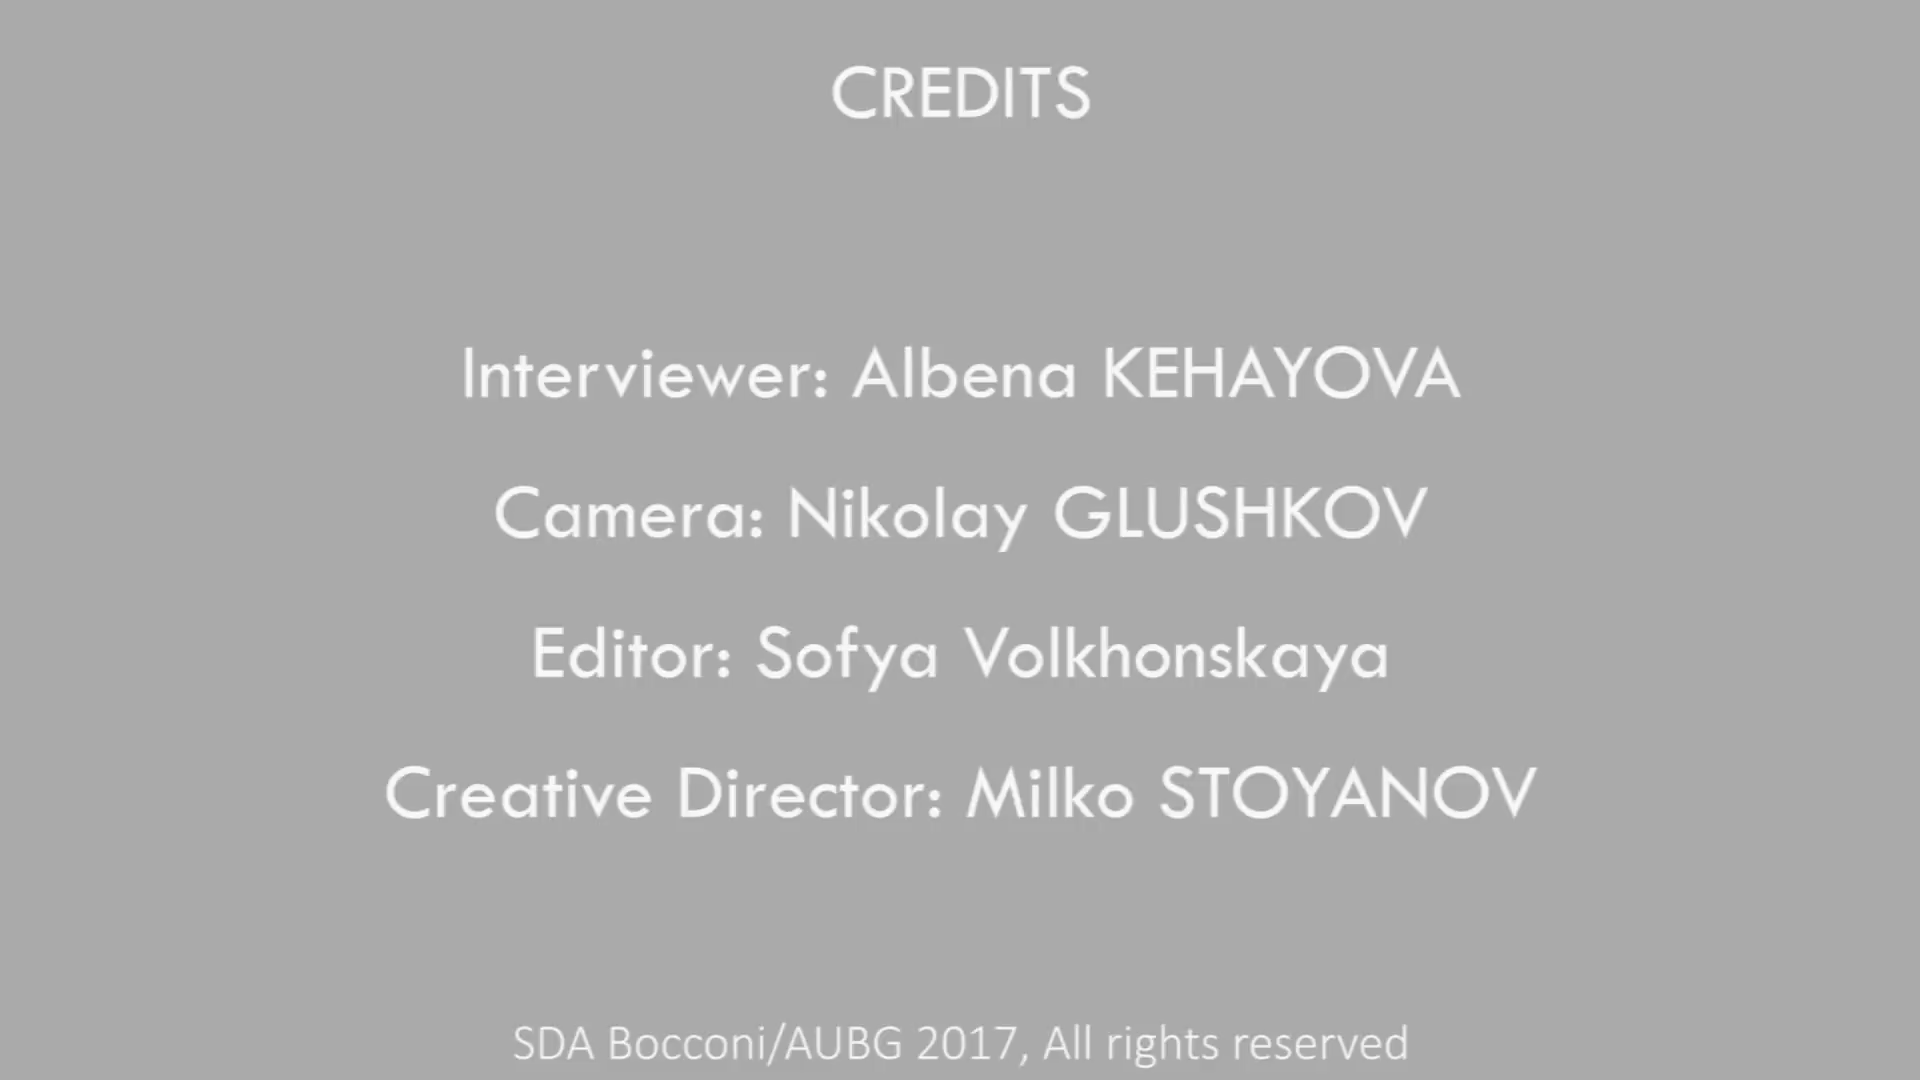 CREDITS
Interviewer: Albena KEHAYOVA
Camera: Nikolay GLUSHKOV
Editor: Sofya Volkhonskaya
Creative Director: Milko STOYANOV
SDA Bocconi/AUBG 2017, All rights reserved